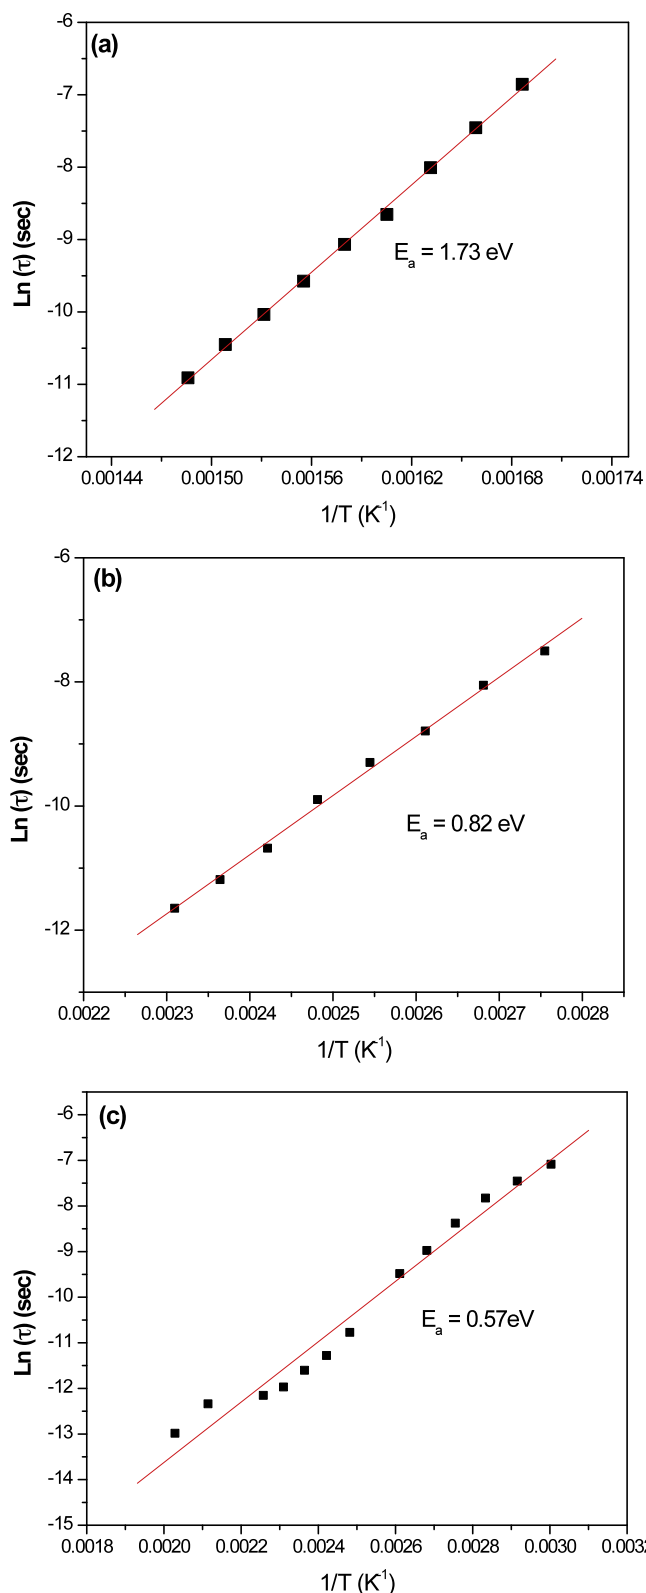 (a)
-6
-7
-8
-9
-10
-11
-12
Ln (τ) (sec)
E_a = 1.73 eV
0.00144 0.00150 0.00156 0.00162 0.00168 0.00174
1/T (K⁻¹)
(b)
-6
-8
-10
-12
Ln (τ) (sec)
E_a = 0.82 eV
0.0022 0.0023 0.0024 0.0025 0.0026 0.0027 0.0028
1/T (K⁻¹)
(c)
-6
-7
-8
-9
-10
-11
-12
-13
-14
-15
Ln (τ) (sec)
E_a = 0.57eV
0.0018 0.0020 0.0022 0.0024 0.0026 0.0028 0.0030
1/T (K⁻¹)